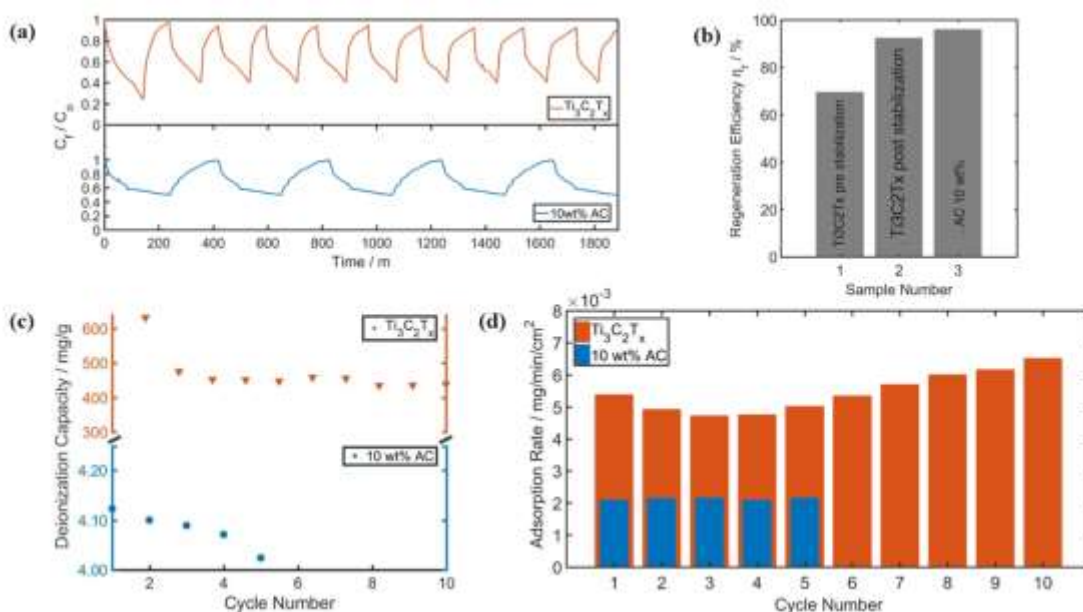 (a)
1
0.8
0.6
0.4
0.2
0
Ti₃C₂Tₓ
C_f / C_o
1
0.8
0.6
0.4
0.2
0
10wt% AC
0 200 400 600 800 1000 1200 1400 1600 1800
Time / m
(b)
100
80
60
40
20
0
Regeneration Efficiency η_r / %
Ti3C2Tx pre stabilization
Ti3C2Tx post stabilization
AC 10 wt%
1 2 3
Sample Number
(c)
600
500
400
300
Ti₃C₂Tₓ
Deionization Capacity / mg/g
10 wt% AC
4.20
4.10
4.00
2 4 6 8 10
Cycle Number
(d)
×10⁻³
8
7
6
5
4
3
2
1
0
Ti₃C₂Tₓ
10 wt% AC
Adsorption Rate / mg/min/cm²
1 2 3 4 5 6 7 8 9 10
Cycle Number